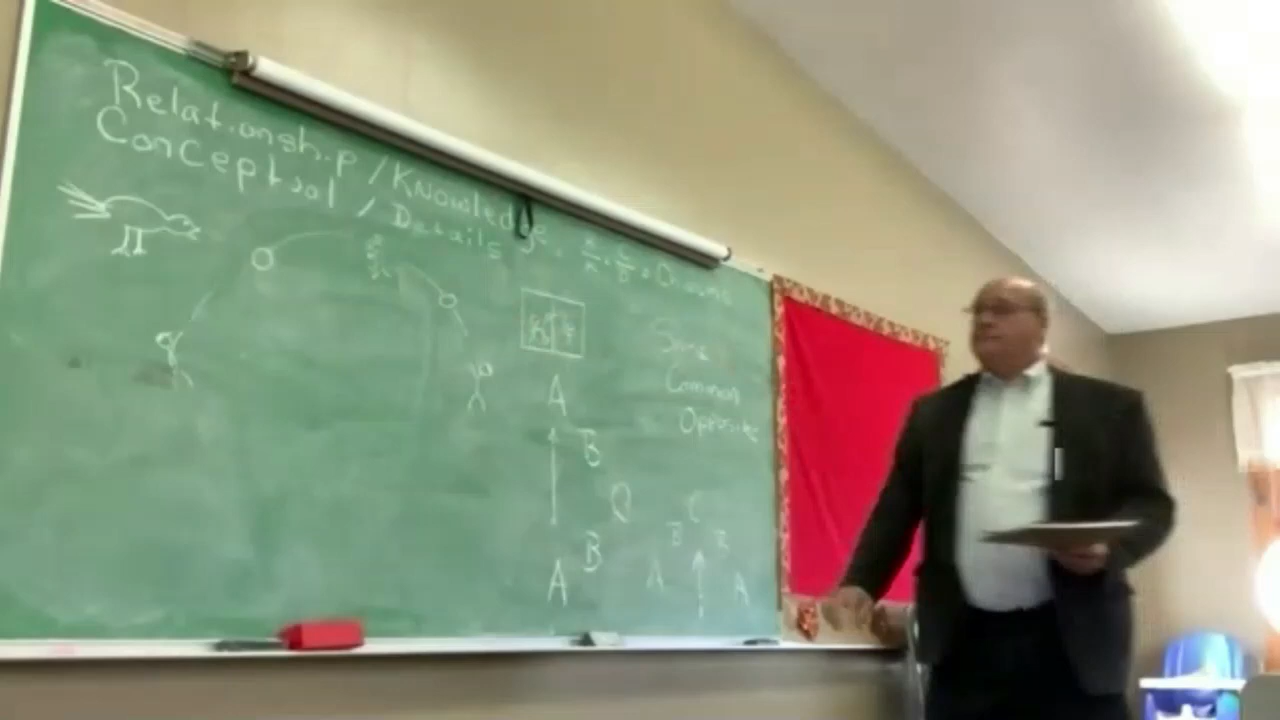 Relationship / Knowledge
Conceptual / Details
Same
Common
Opposite
A
B
Q
B
A
C
B
R
A
A